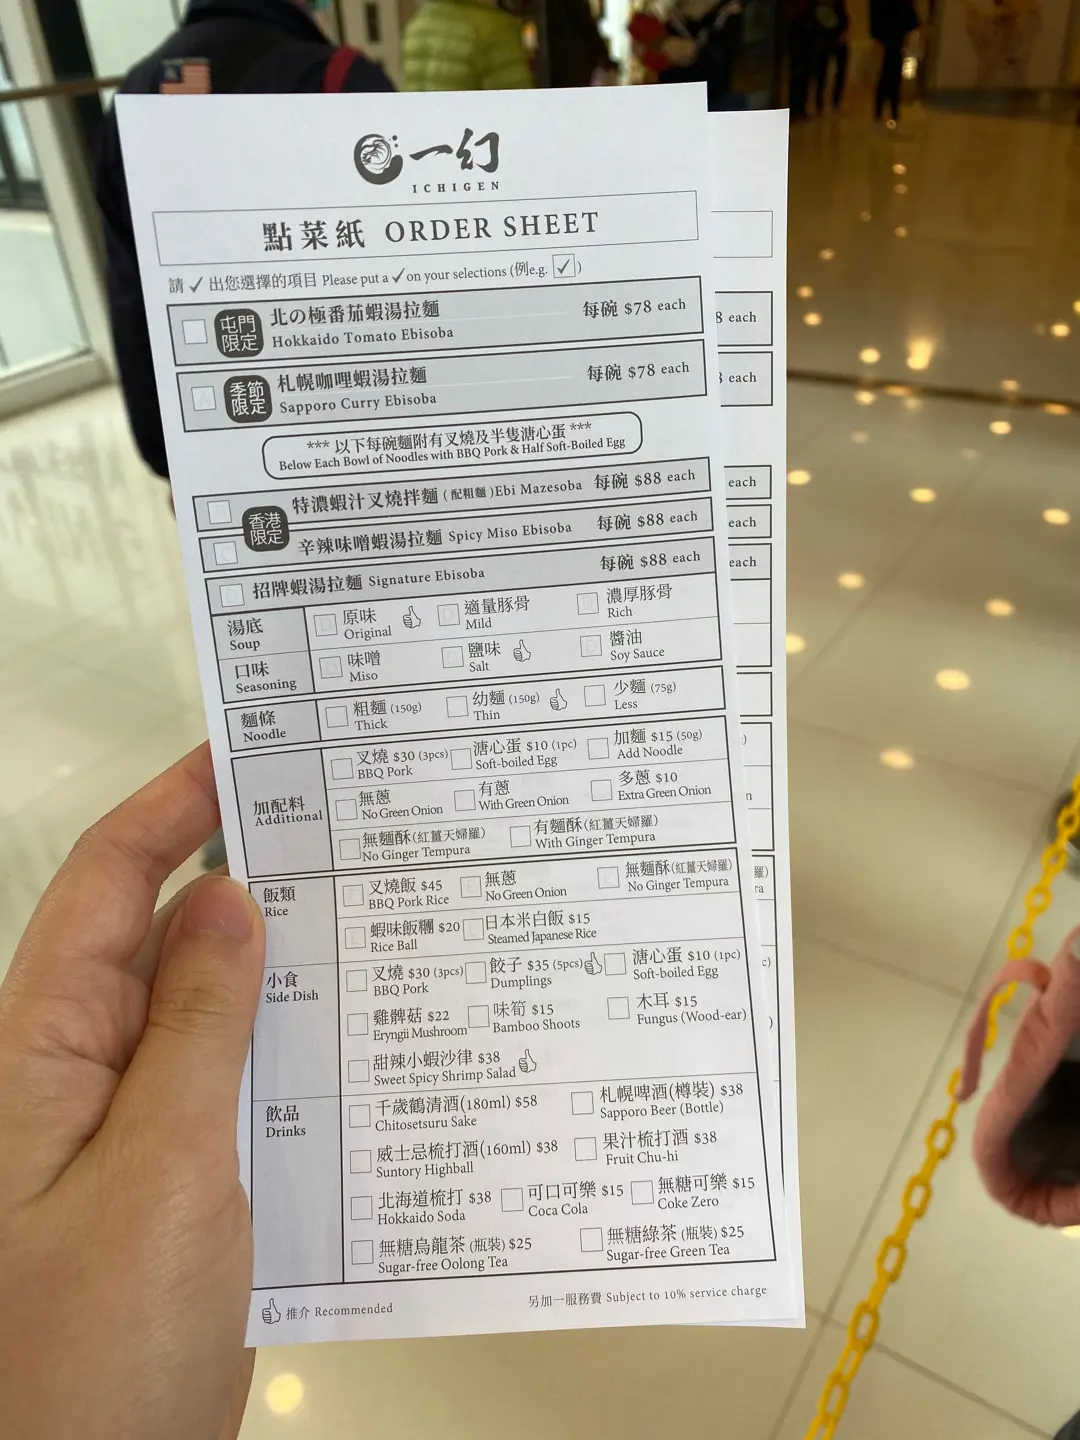 一幻
ICHIGEN
點菜紙 ORDER SHEET
請 ✓ 出您選擇的項目 Please put a ✓ on your selections (例e.g. ✓)
屯門限定 北の極番茄蝦湯拉麵 每碗 $78 each
Hokkaido Tomato Ebisoba
季節限定 札幌咖哩蝦湯拉麵 每碗 $78 each
Sapporo Curry Ebisoba
*** 以下每碗麵附有叉燒及半隻溏心蛋 ***
Below Each Bowl of Noodles with BBQ Pork & Half Soft-Boiled Egg
香港限定
特濃蝦汁叉燒拌麵 (配粗麵)Ebi Mazesoba 每碗 $88 each
辛辣味噌蝦湯拉麵 Spicy Miso Ebisoba 每碗 $88 each
招牌蝦湯拉麵 Signature Ebisoba 每碗 $88 each
湯底 原味 適量豚骨 濃厚豚骨
Soup Original Mild Rich
口味 味噌 鹽味 醬油
Seasoning Miso Salt Soy Sauce
麵條 粗麵 (150g) 幼麵 (150g) 少麵 (75g)
Noodle Thick Thin Less
叉燒 $30 (3pcs) 溏心蛋 $10 (1pc) 加麵 $15 (50g)
BBQ Pork Soft-boiled Egg Add Noodle
加配料 無蔥 有蔥 多蔥 $10
Additional No Green Onion With Green Onion Extra Green Onion
無麵酥(紅薑天婦羅) 有麵酥(紅薑天婦羅)
No Ginger Tempura With Ginger Tempura
飯類 叉燒飯 $45 無蔥 無麵酥(紅薑天婦羅)
Rice BBQ Pork Rice No Green Onion No Ginger Tempura
蝦味飯糰 $20 日本米白飯 $15
Rice Ball Steamed Japanese Rice
小食 叉燒 $30 (3pcs) 餃子 $35 (5pcs) 溏心蛋 $10 (1pc)
Side Dish BBQ Pork Dumplings Soft-boiled Egg
雞髀菇 $22 味筍 $15 木耳 $15
Eryngii Mushroom Bamboo Shoots Fungus (Wood-ear)
甜辣小蝦沙律 $38
Sweet Spicy Shrimp Salad
飲品 千歲鶴清酒(180ml) $58 札幌啤酒(樽裝) $38
Drinks Chitosetsuru Sake Sapporo Beer (Bottle)
威士忌梳打酒(160ml) $38 果汁梳打酒 $38
Suntory Highball Fruit Chu-hi
北海道梳打 $38 可口可樂 $15 無糖可樂 $15
Hokkaido Soda Coca Cola Coke Zero
無糖烏龍茶 (瓶裝) $25 無糖綠茶 (瓶裝) $25
Sugar-free Oolong Tea Sugar-free Green Tea
推介 Recommended 另加一服務費 Subject to 10% service charge
8 each
each
each
each
each